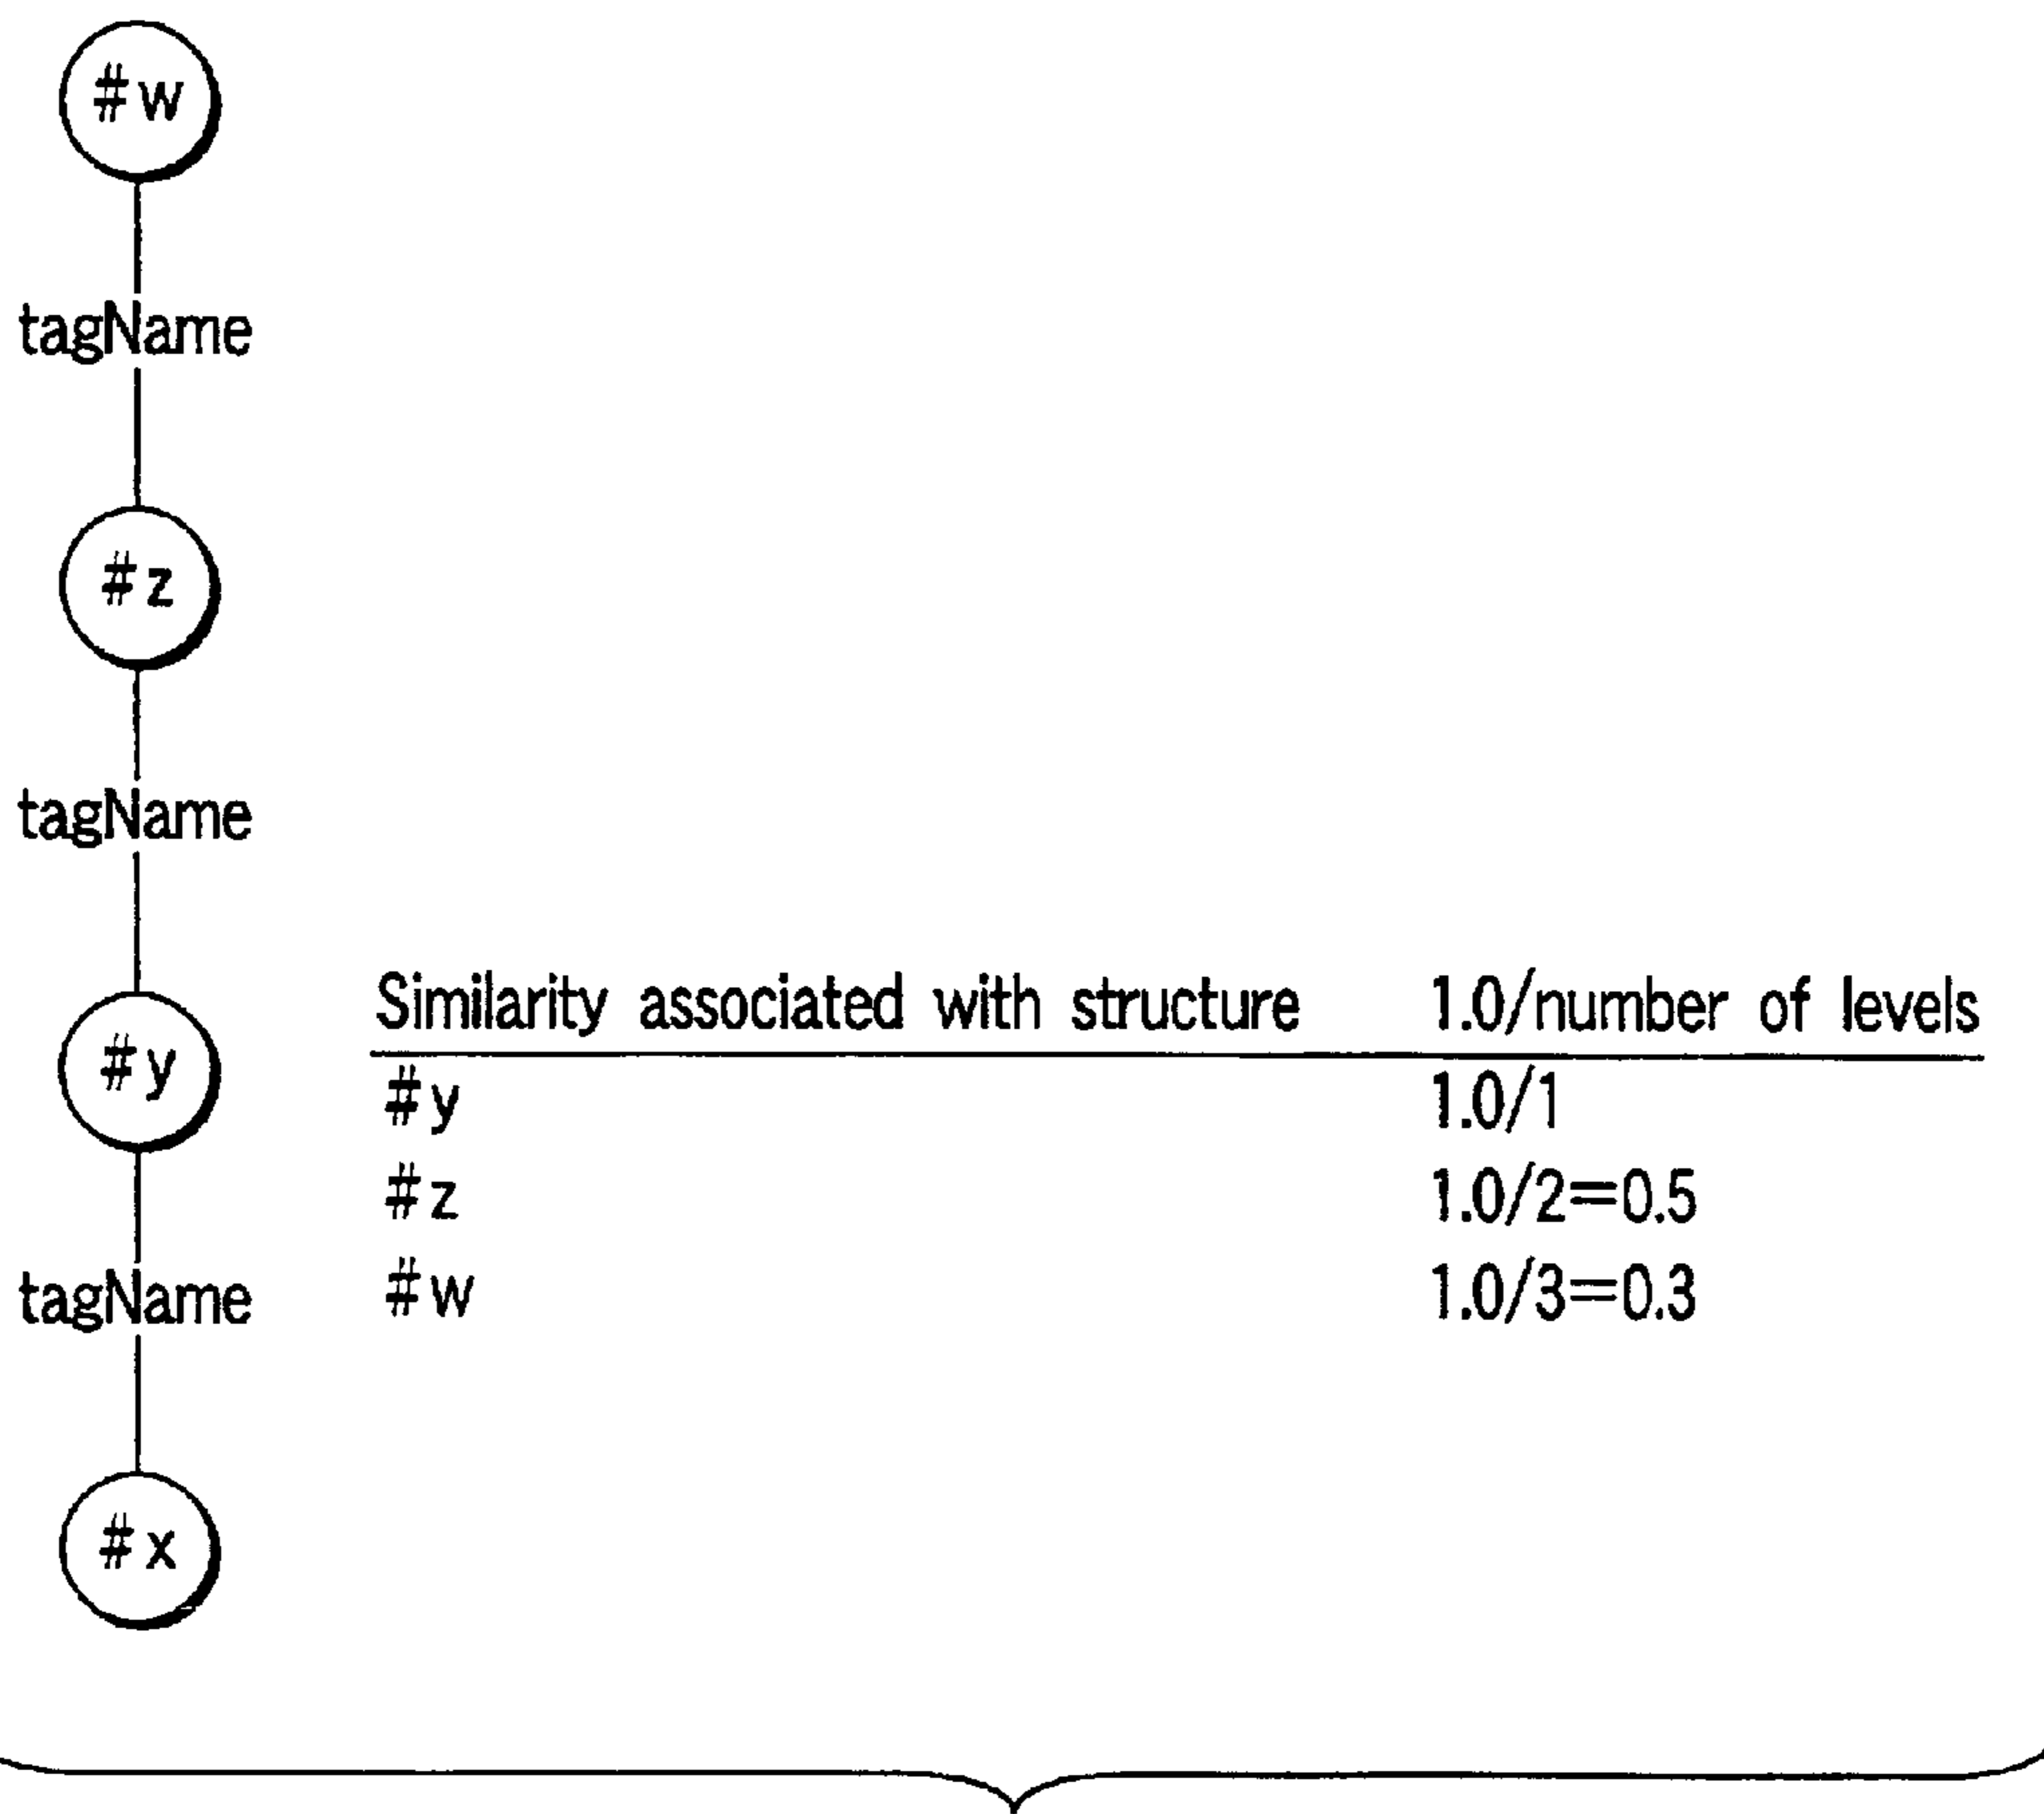 #w
tagName
#z
tagName
#y
Similarity associated with structure 1.0/number of levels
#y 1.0/1
#z 1.0/2=0.5
#w 1.0/3=0.3
tagName
#x